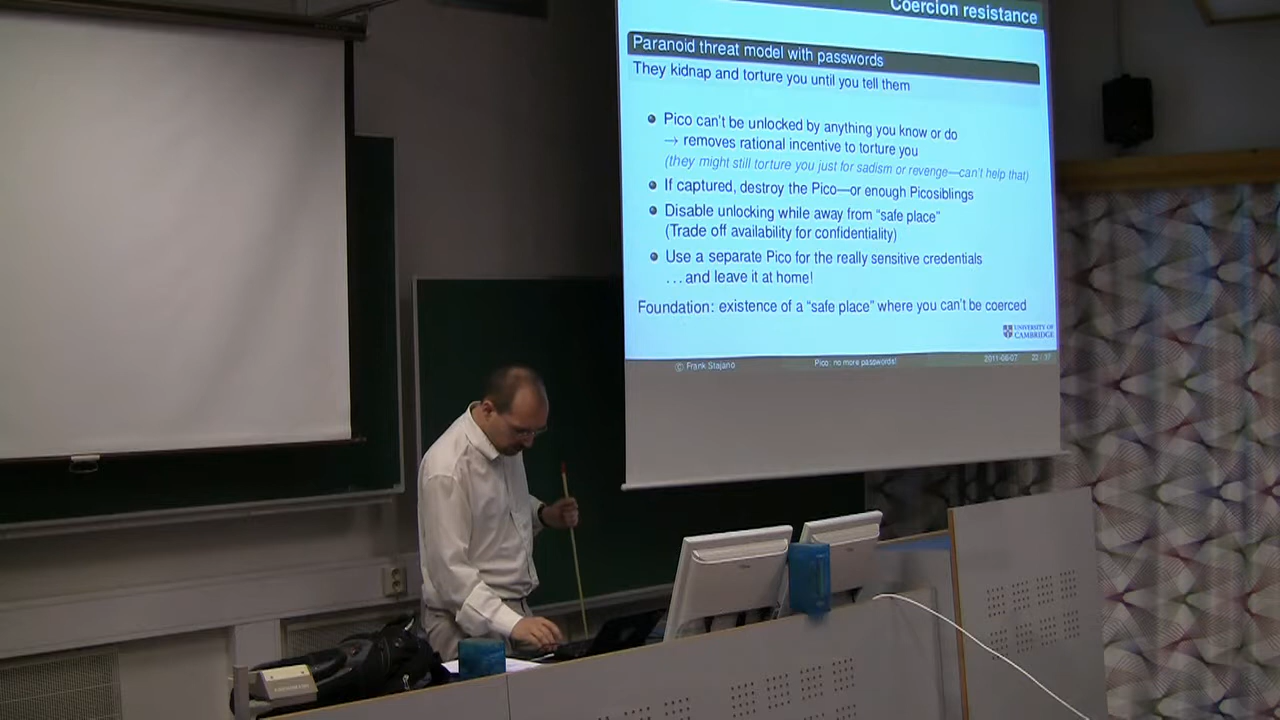 Coercion resistance
Paranoid threat model with passwords
They kidnap and torture you until you tell them
Pico can't be unlocked by anything you know or do
→ removes rational incentive to torture you
(they might still torture you just for sadism or revenge—can't help that)
If captured, destroy the Pico—or enough Picosiblings
Disable unlocking while away from “safe place”
(Trade off availability for confidentiality)
Use a separate Pico for the really sensitive credentials
...and leave it at home!
Foundation: existence of a “safe place” where you can't be coerced
UNIVERSITY OF
CAMBRIDGE
© Frank Stajano
Pico: no more passwords!
2011-06-07